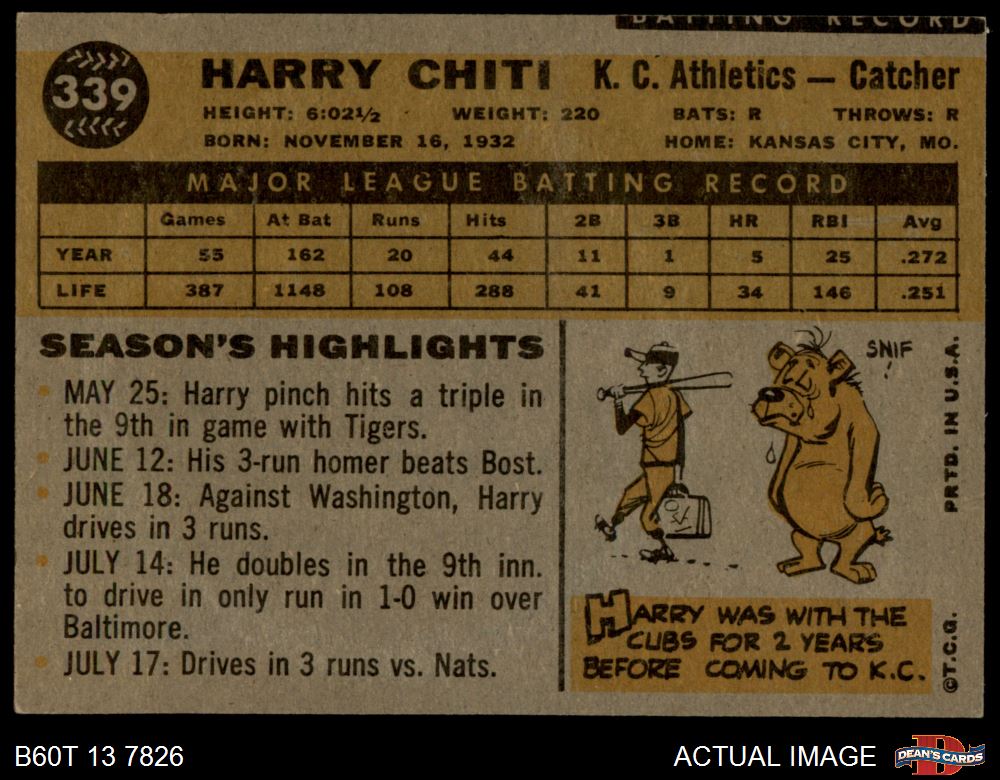 BATTING RECORD
339
HARRY CHITI K. C. Athletics — Catcher
HEIGHT: 6:02½ WEIGHT: 220 BATS: R THROWS: R
BORN: NOVEMBER 16, 1932 HOME: KANSAS CITY, MO.
MAJOR LEAGUE BATTING RECORD
Games At Bat Runs Hits 2B 3B HR RBI Avg
YEAR 55 162 20 44 11 1 5 25 .272
LIFE 387 1148 108 288 41 9 34 146 .251
SEASON'S HIGHLIGHTS
MAY 25: Harry pinch hits a triple in
the 9th in game with Tigers.
JUNE 12: His 3-run homer beats Bost.
JUNE 18: Against Washington, Harry
drives in 3 runs.
JULY 14: He doubles in the 9th inn.
to drive in only run in 1-0 win over
Baltimore.
JULY 17: Drives in 3 runs vs. Nats.
SNIF
!
HARRY WAS WITH THE
CUBS FOR 2 YEARS
BEFORE COMING TO K.C.
PRTD. IN U.S.A.
©T.C.G.
B60T 13 7826
ACTUAL IMAGE
DEAN'S CARDS